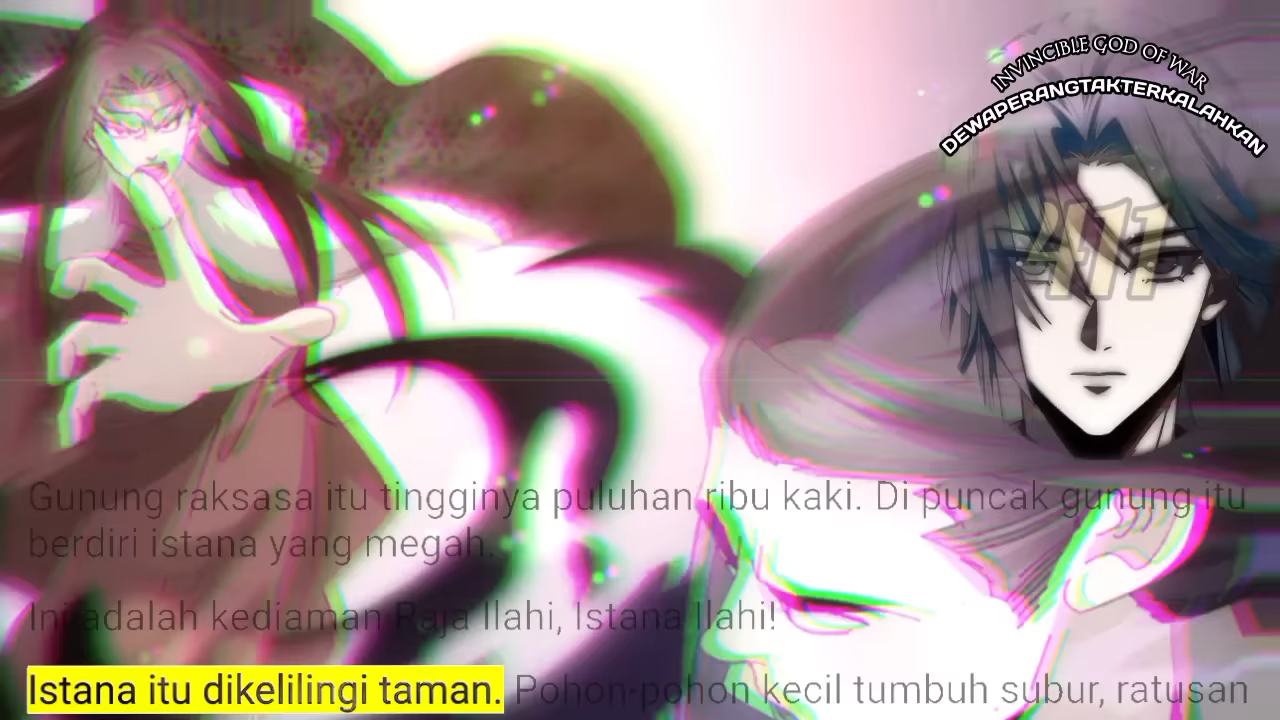 INVINCIBLE GOD OF WAR
DEWAPERANGTAKTERKALAHKAN
Gunung raksasa itu tingginya puluhan ribu kaki. Di puncak gunung itu
berdiri istana yang megah.
Ini adalah kediaman Raja Ilahi, Istana Ilahi!
Istana itu dikelilingi taman. Pohon-pohon kecil tumbuh subur, ratusan